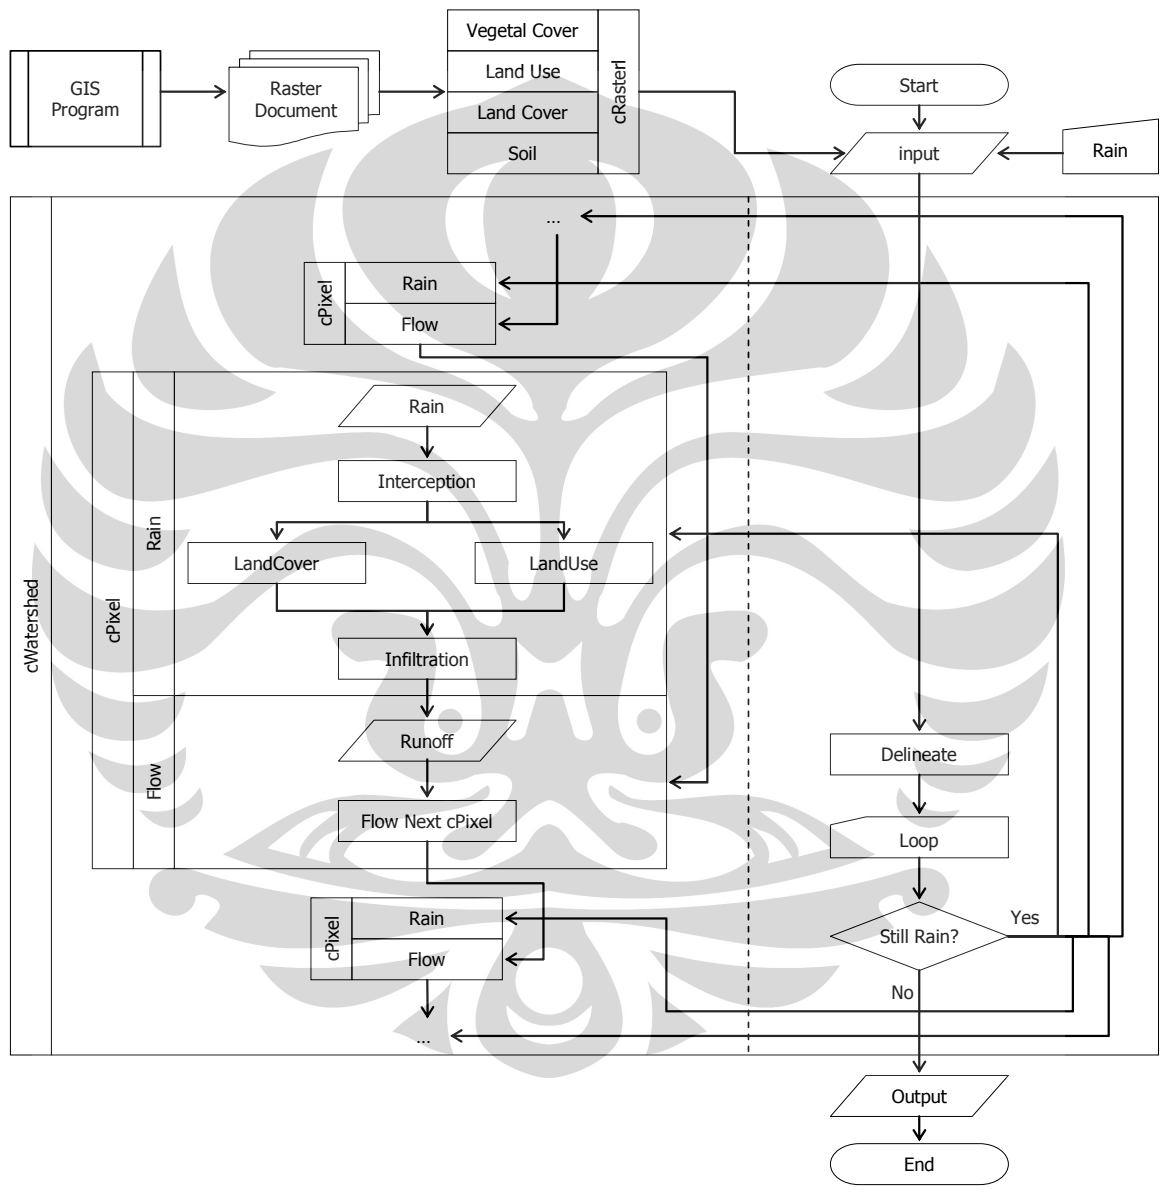 Vegetal Cover
GIS
Program
Raster
Document
Land Use
Land Cover
Soil
cRasterI
Start
input
Rain
...
cPixel
Rain
Flow
cWatershed
cPixel
Rain
Rain
Interception
LandCover
LandUse
Infiltration
Flow
Runoff
Flow Next cPixel
Delineate
Loop
Still Rain?
Yes
No
cPixel
Rain
Flow
...
Output
End